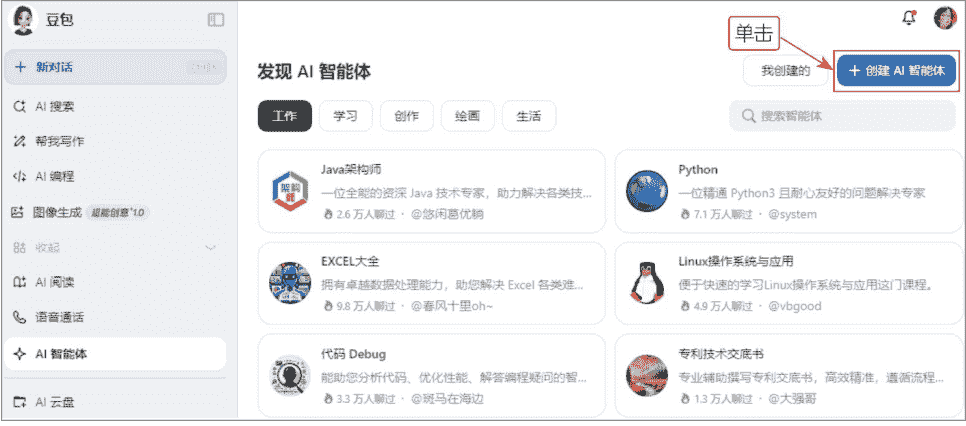 豆包
新对话
AI 搜索
帮我写作
AI 编程
图像生成 超能创意1.0
收起
AI 阅读
语音通话
AI 智能体
AI 云盘
单击
发现 AI 智能体
我创建的
+ 创建 AI 智能体
工作 学习 创作 绘画 生活
搜索智能体
Java架构师
一位全能的资深 Java 技术专家，助力解决各类技...
2.6 万人聊过 · @悠闲葛优躺
Python
一位精通 Python3 且耐心友好的问题解决专家
7.1 万人聊过 · @system
EXCEL大全
拥有卓越数据处理能力，助您解决 Excel 各类难...
9.8 万人聊过 · @春风十里oh~
Linux操作系统与应用
便于快速的学习Linux操作系统与应用这门课程。
4.9 万人聊过 · @vbgood
代码 Debug
能助您分析代码、优化性能、解答编程疑问的智...
3.3 万人聊过 · @斑马在海边
专利技术交底书
专业辅助撰写专利交底书，高效精准，遵循流程...
1.3 万人聊过 · @大强哥